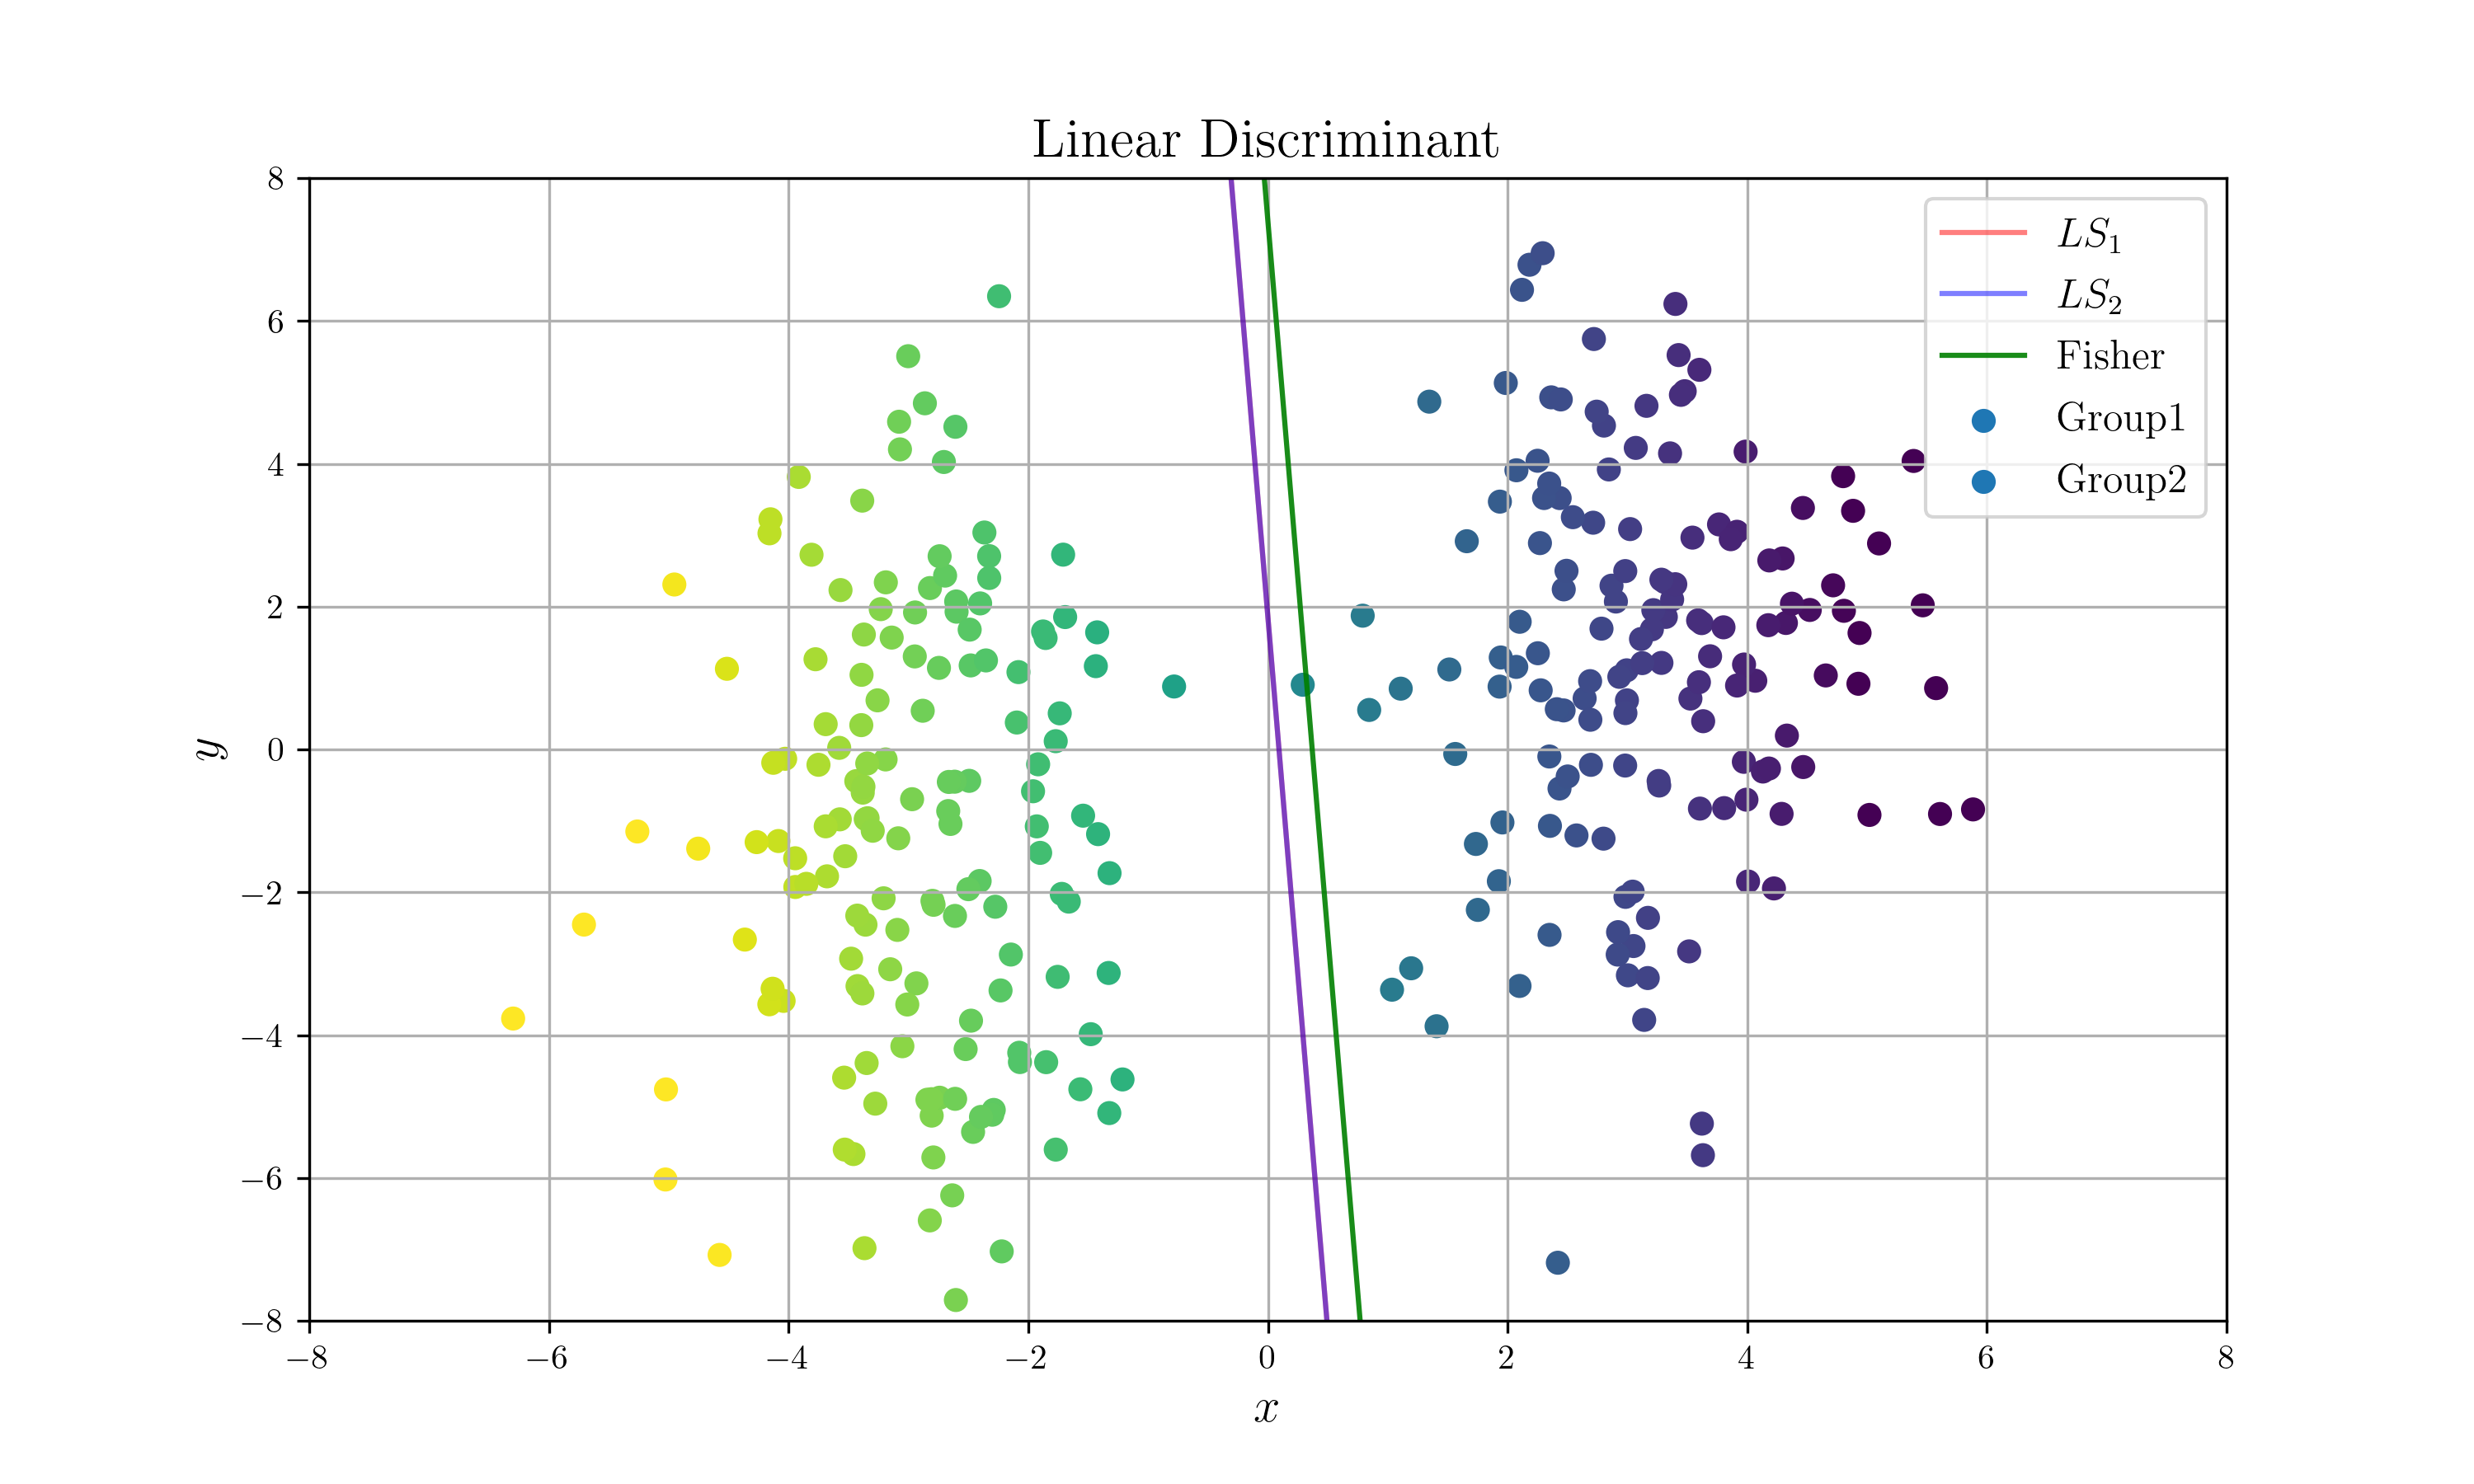 Linear Discriminant
8
6
4
2
0
−2
−4
−6
−8
y
LS₁
LS₂
Fisher
Group1
Group2
−8 −6 −4 −2 0 2 4 6 8
x